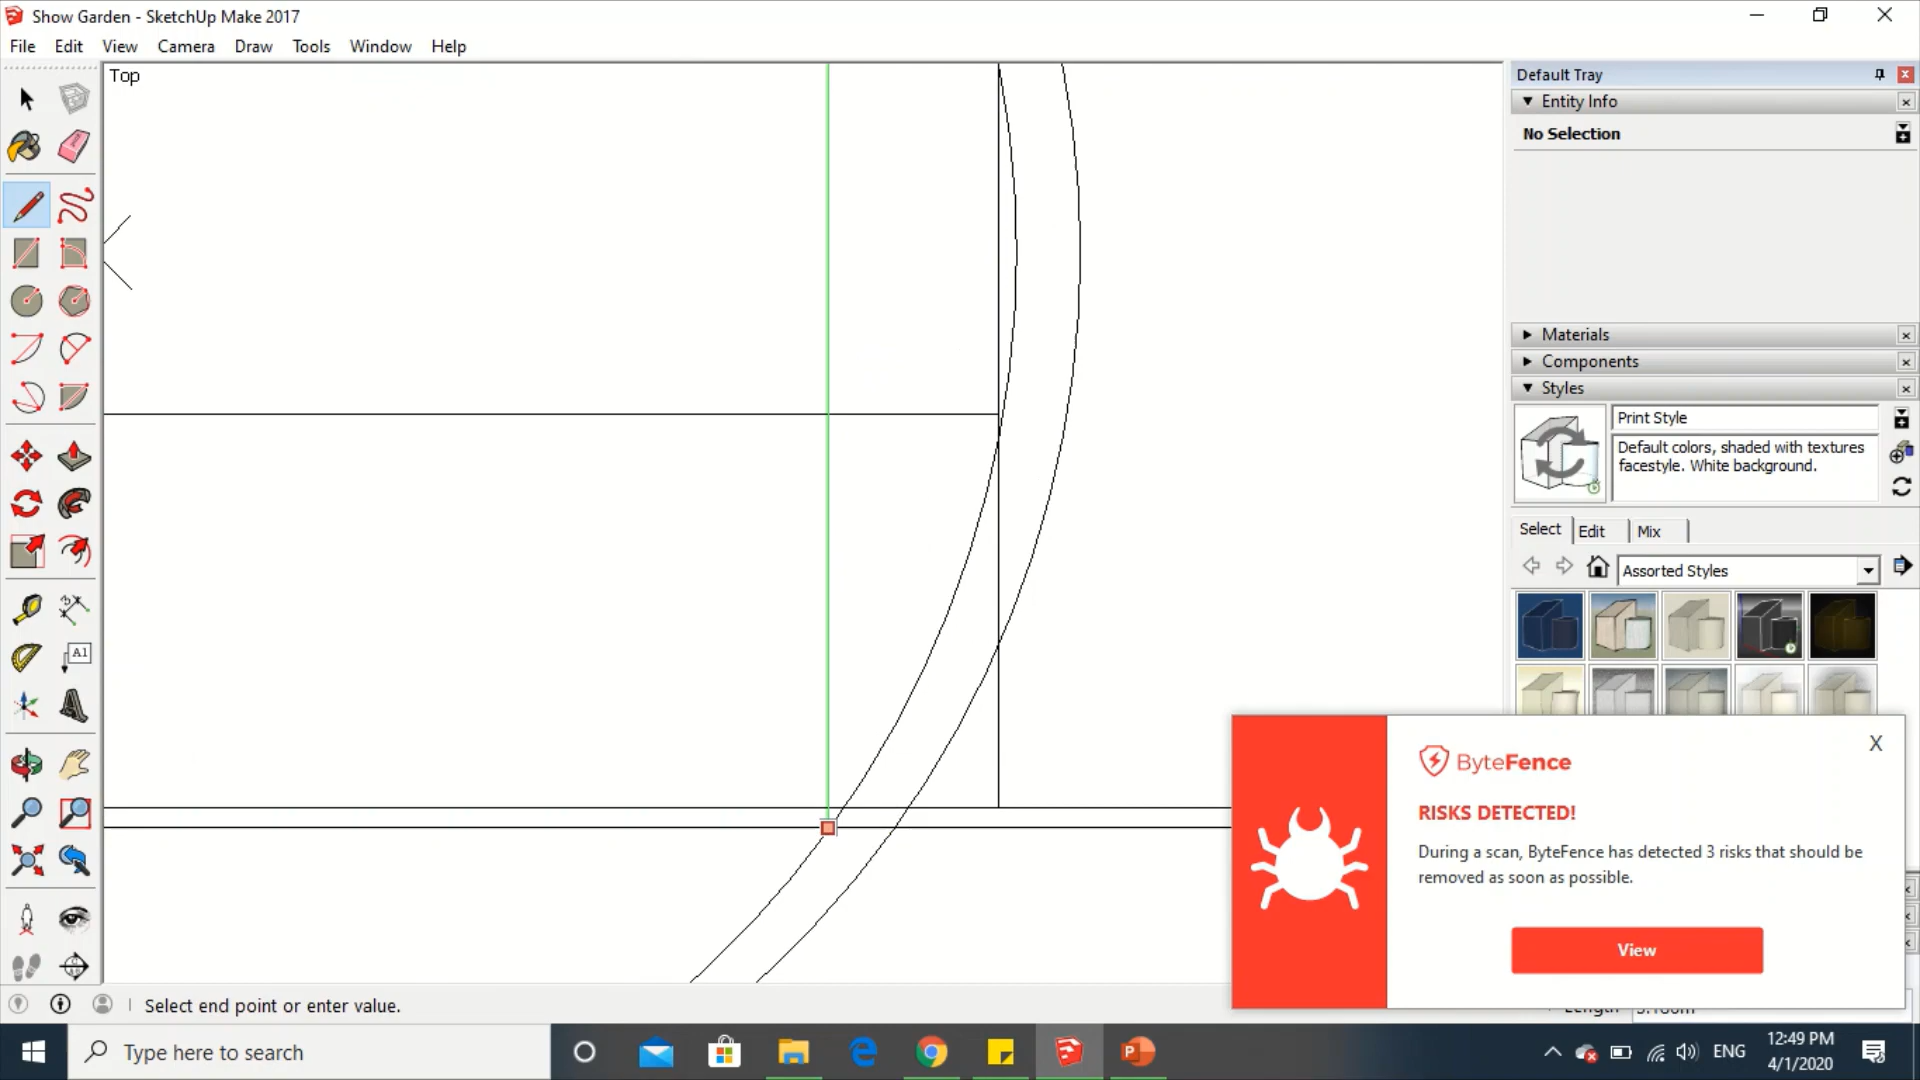 Show Garden - SketchUp Make 2017
File Edit View Camera Draw Tools Window Help
Top
Default Tray
Entity Info
No Selection
Materials
Components
Styles
Print Style
Default colors, shaded with textures
facestyle. White background.
Select Edit Mix
Assorted Styles
A1
ByteFence
X
RISKS DETECTED!
During a scan, ByteFence has detected 3 risks that should be
removed as soon as possible.
View
Select end point or enter value.
Type here to search
ENG
12:49 PM
4/1/2020